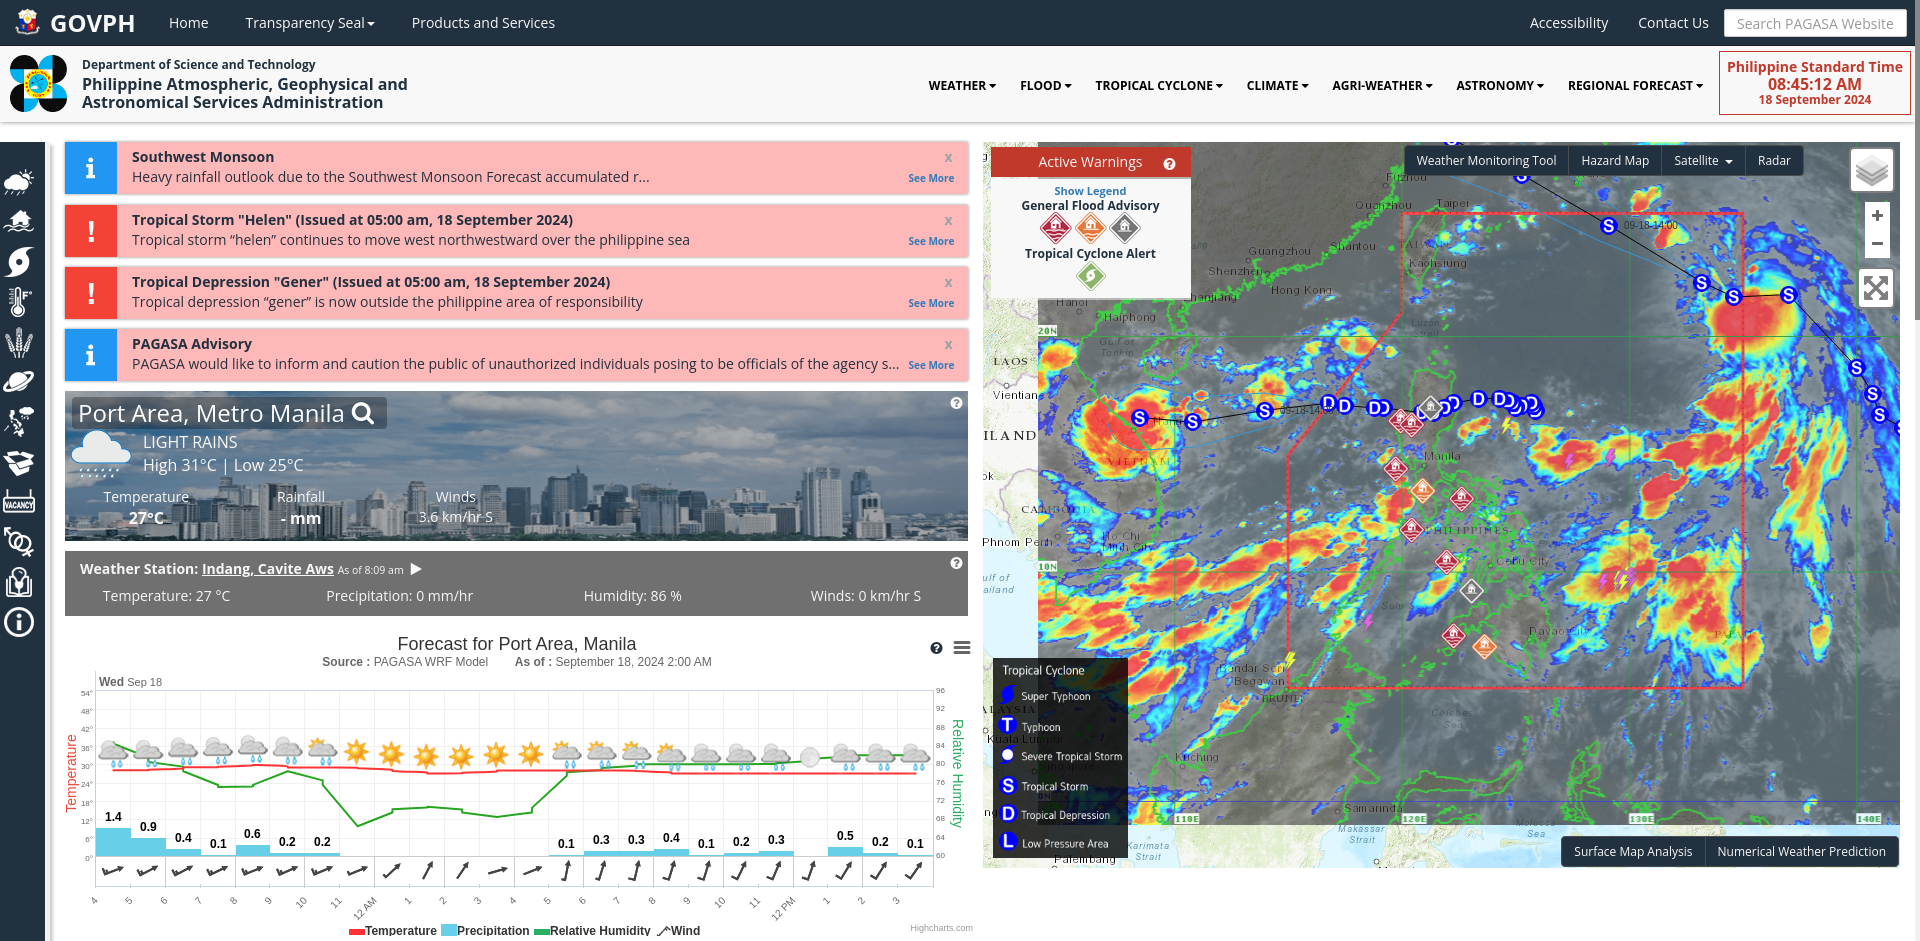 GOVPH
Home
Transparency Seal
Products and Services
Accessibility
Contact Us
Search PAGASA Website
Department of Science and Technology
Philippine Atmospheric, Geophysical and
Astronomical Services Administration
WEATHER
FLOOD
TROPICAL CYCLONE
CLIMATE
AGRI-WEATHER
ASTRONOMY
REGIONAL FORECAST
Philippine Standard Time
08:45:12 AM
18 September 2024
Southwest Monsoon
x
Heavy rainfall outlook due to the Southwest Monsoon Forecast accumulated r...
See More
Tropical Storm "Helen" (Issued at 05:00 am, 18 September 2024)
x
Tropical storm “helen” continues to move west northwestward over the philippine sea
See More
Tropical Depression "Gener" (Issued at 05:00 am, 18 September 2024)
x
Tropical depression “gener” is now outside the philippine area of responsibility
See More
PAGASA Advisory
x
PAGASA would like to inform and caution the public of unauthorized individuals posing to be officials of the agency s...
See More
Port Area, Metro Manila
LIGHT RAINS
High 31°C | Low 25°C
Temperature
Rainfall
Winds
27°C
- mm
3.6 km/hr S
Weather Station: Indang, Cavite Aws As of 8:09 am
Temperature: 27 °C
Precipitation: 0 mm/hr
Humidity: 86 %
Winds: 0 km/hr S
Forecast for Port Area, Manila
Source : PAGASA WRF Model As of : September 18, 2024 2:00 AM
Wed Sep 18
54°
48°
42°
36°
30°
24°
18°
12°
6°
0°
Temperature
96
92
88
84
80
76
72
68
64
60
Relative Humidity
1.4 0.9 0.4 0.1 0.6 0.2 0.2 0.1 0.3 0.3 0.4 0.1 0.2 0.3 0.5 0.2 0.1
4 5 6 7 8 9 10 11 12 AM 1 2 3 4 5 6 7 8 9 10 11 12 PM 1 2 3
Temperature Precipitation Relative Humidity Wind
Highcharts.com
VACANCY
Active Warnings
Show Legend
General Flood Advisory
Tropical Cyclone Alert
Weather Monitoring Tool
Hazard Map
Satellite
Radar
+
−
Fuzhou
Quanzhou
Taipei
Guangzhou
Shantou
TAIWAN
Shenzhen
Kaohsiung
Hong Kong
Zhanjiang
Hanoi
Haiphong
Gulf of
Tonkin
Luzon
Strait
LAOS
Vientian
VIETNAM
CAMBODIA
Phnom Penh
Ho Chi
Minh City
Manila
PHILIPPINES
Cebu City
Sulu Sea
Davao City
PALAU
Bandar Seri
Begawan
BRUNEI
Kuala Lumpur
Kuching
Celebes
Sea
Samarinda
Makassar
Strait
Molucca
Sea
Karimata
Strait
Palembang
09-18-14:00
09-18-14:00
20N
10N
110E
120E
130E
140E
Tropical Cyclone
Super Typhoon
T Typhoon
Severe Tropical Storm
S Tropical Storm
D Tropical Depression
L Low Pressure Area
Surface Map Analysis
Numerical Weather Prediction